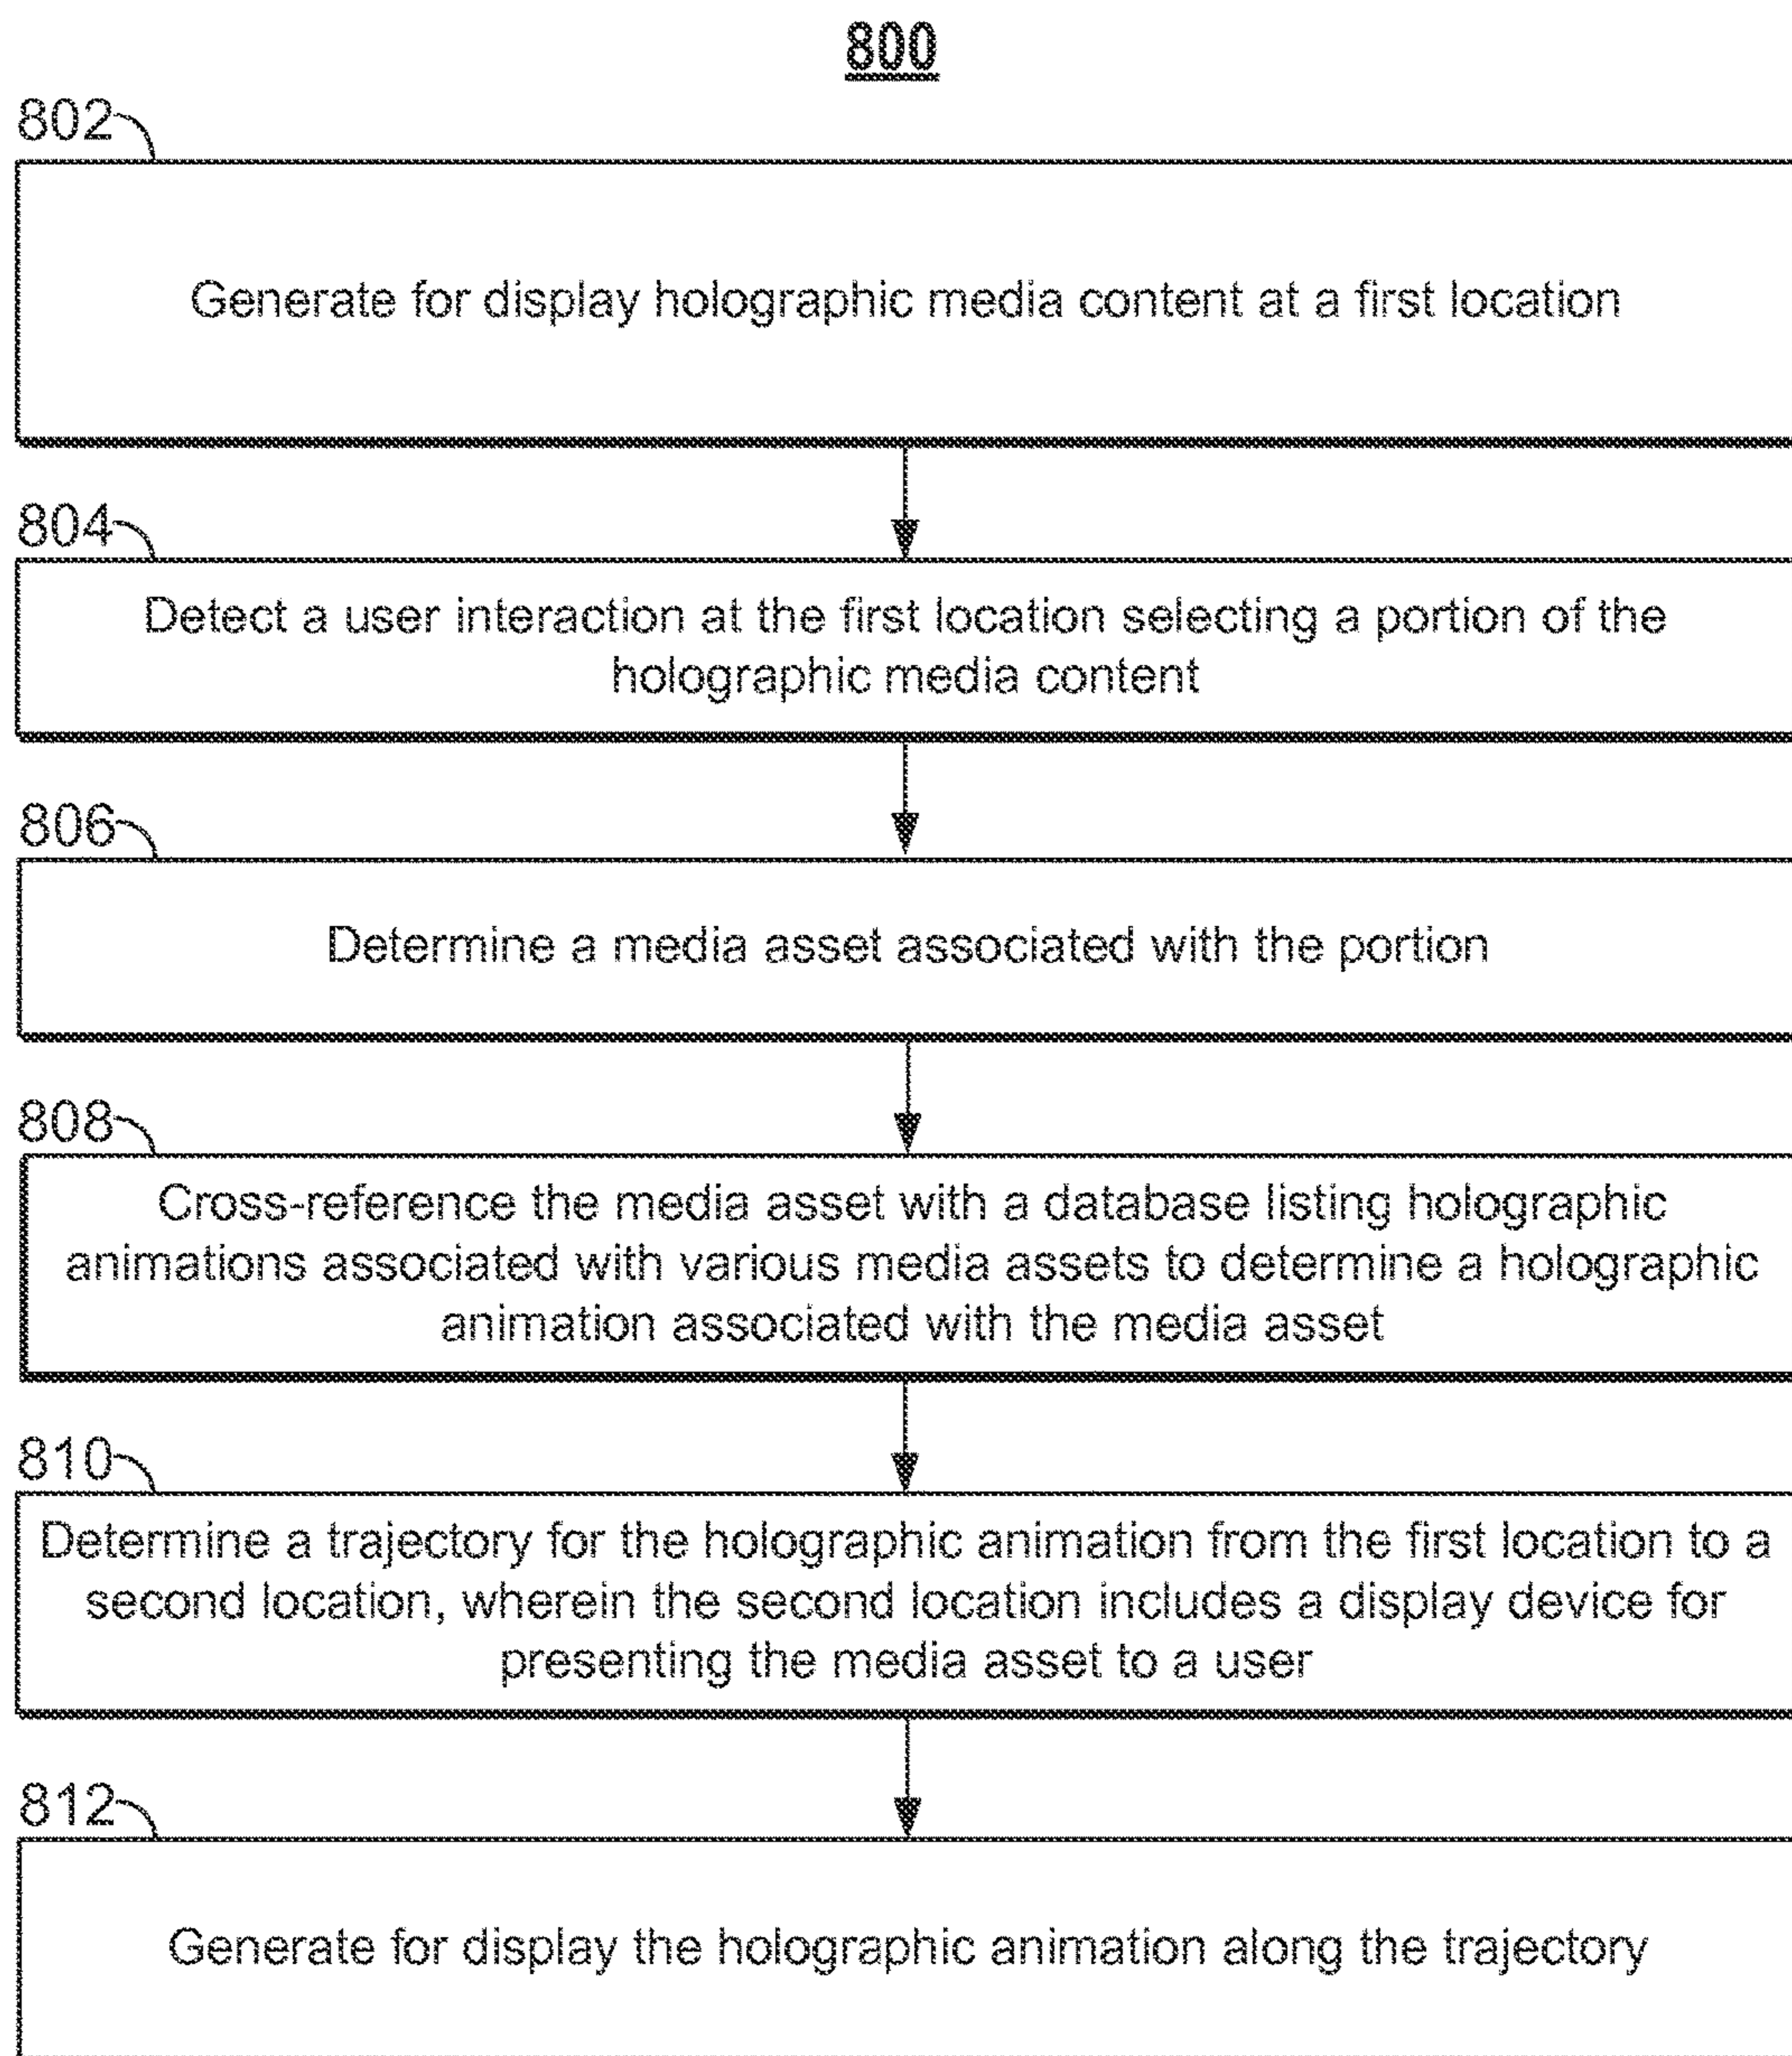 800
802
Generate for display holographic media content at a first location
804
Detect a user interaction at the first location selecting a portion of the
holographic media content
806
Determine a media asset associated with the portion
808
Cross-reference the media asset with a database listing holographic
animations associated with various media assets to determine a holographic
animation associated with the media asset
810
Determine a trajectory for the holographic animation from the first location to a
second location, wherein the second location includes a display device for
presenting the media asset to a user
812
Generate for display the holographic animation along the trajectory